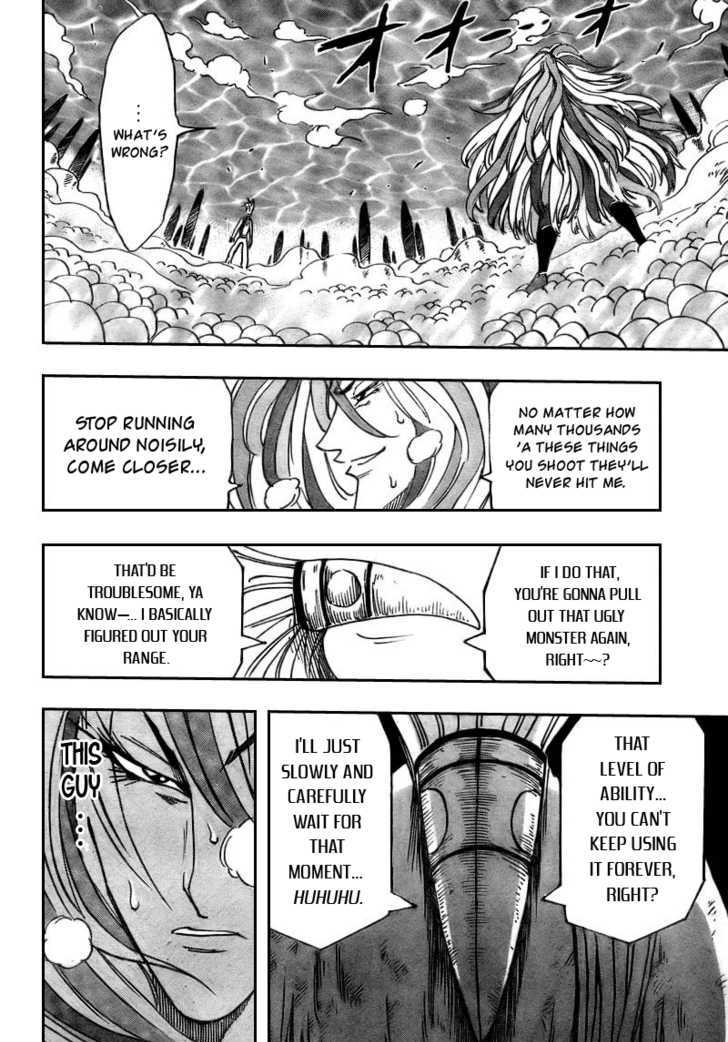 オオーー
...
WHAT'S
WRONG?
NO MATTER HOW
MANY THOUSANDS
'A THESE THINGS
YOU SHOOT THEY'LL
NEVER HIT ME.
STOP RUNNING
AROUND NOISILY,
COME CLOSER...
IF I DO THAT,
YOU'RE GONNA PULL
OUT THAT UGLY
MONSTER AGAIN,
RIGHT~~?
THAT'D BE
TROUBLESOME, YA
KNOW—... I BASICALLY
FIGURED OUT YOUR
RANGE.
THAT
LEVEL OF
ABILITY...
YOU CAN'T
KEEP USING
IT FOREVER,
RIGHT?
I'LL JUST
SLOWLY AND
CAREFULLY
WAIT FOR
THAT
MOMENT...
HUHUHU.
THIS
GUY
...